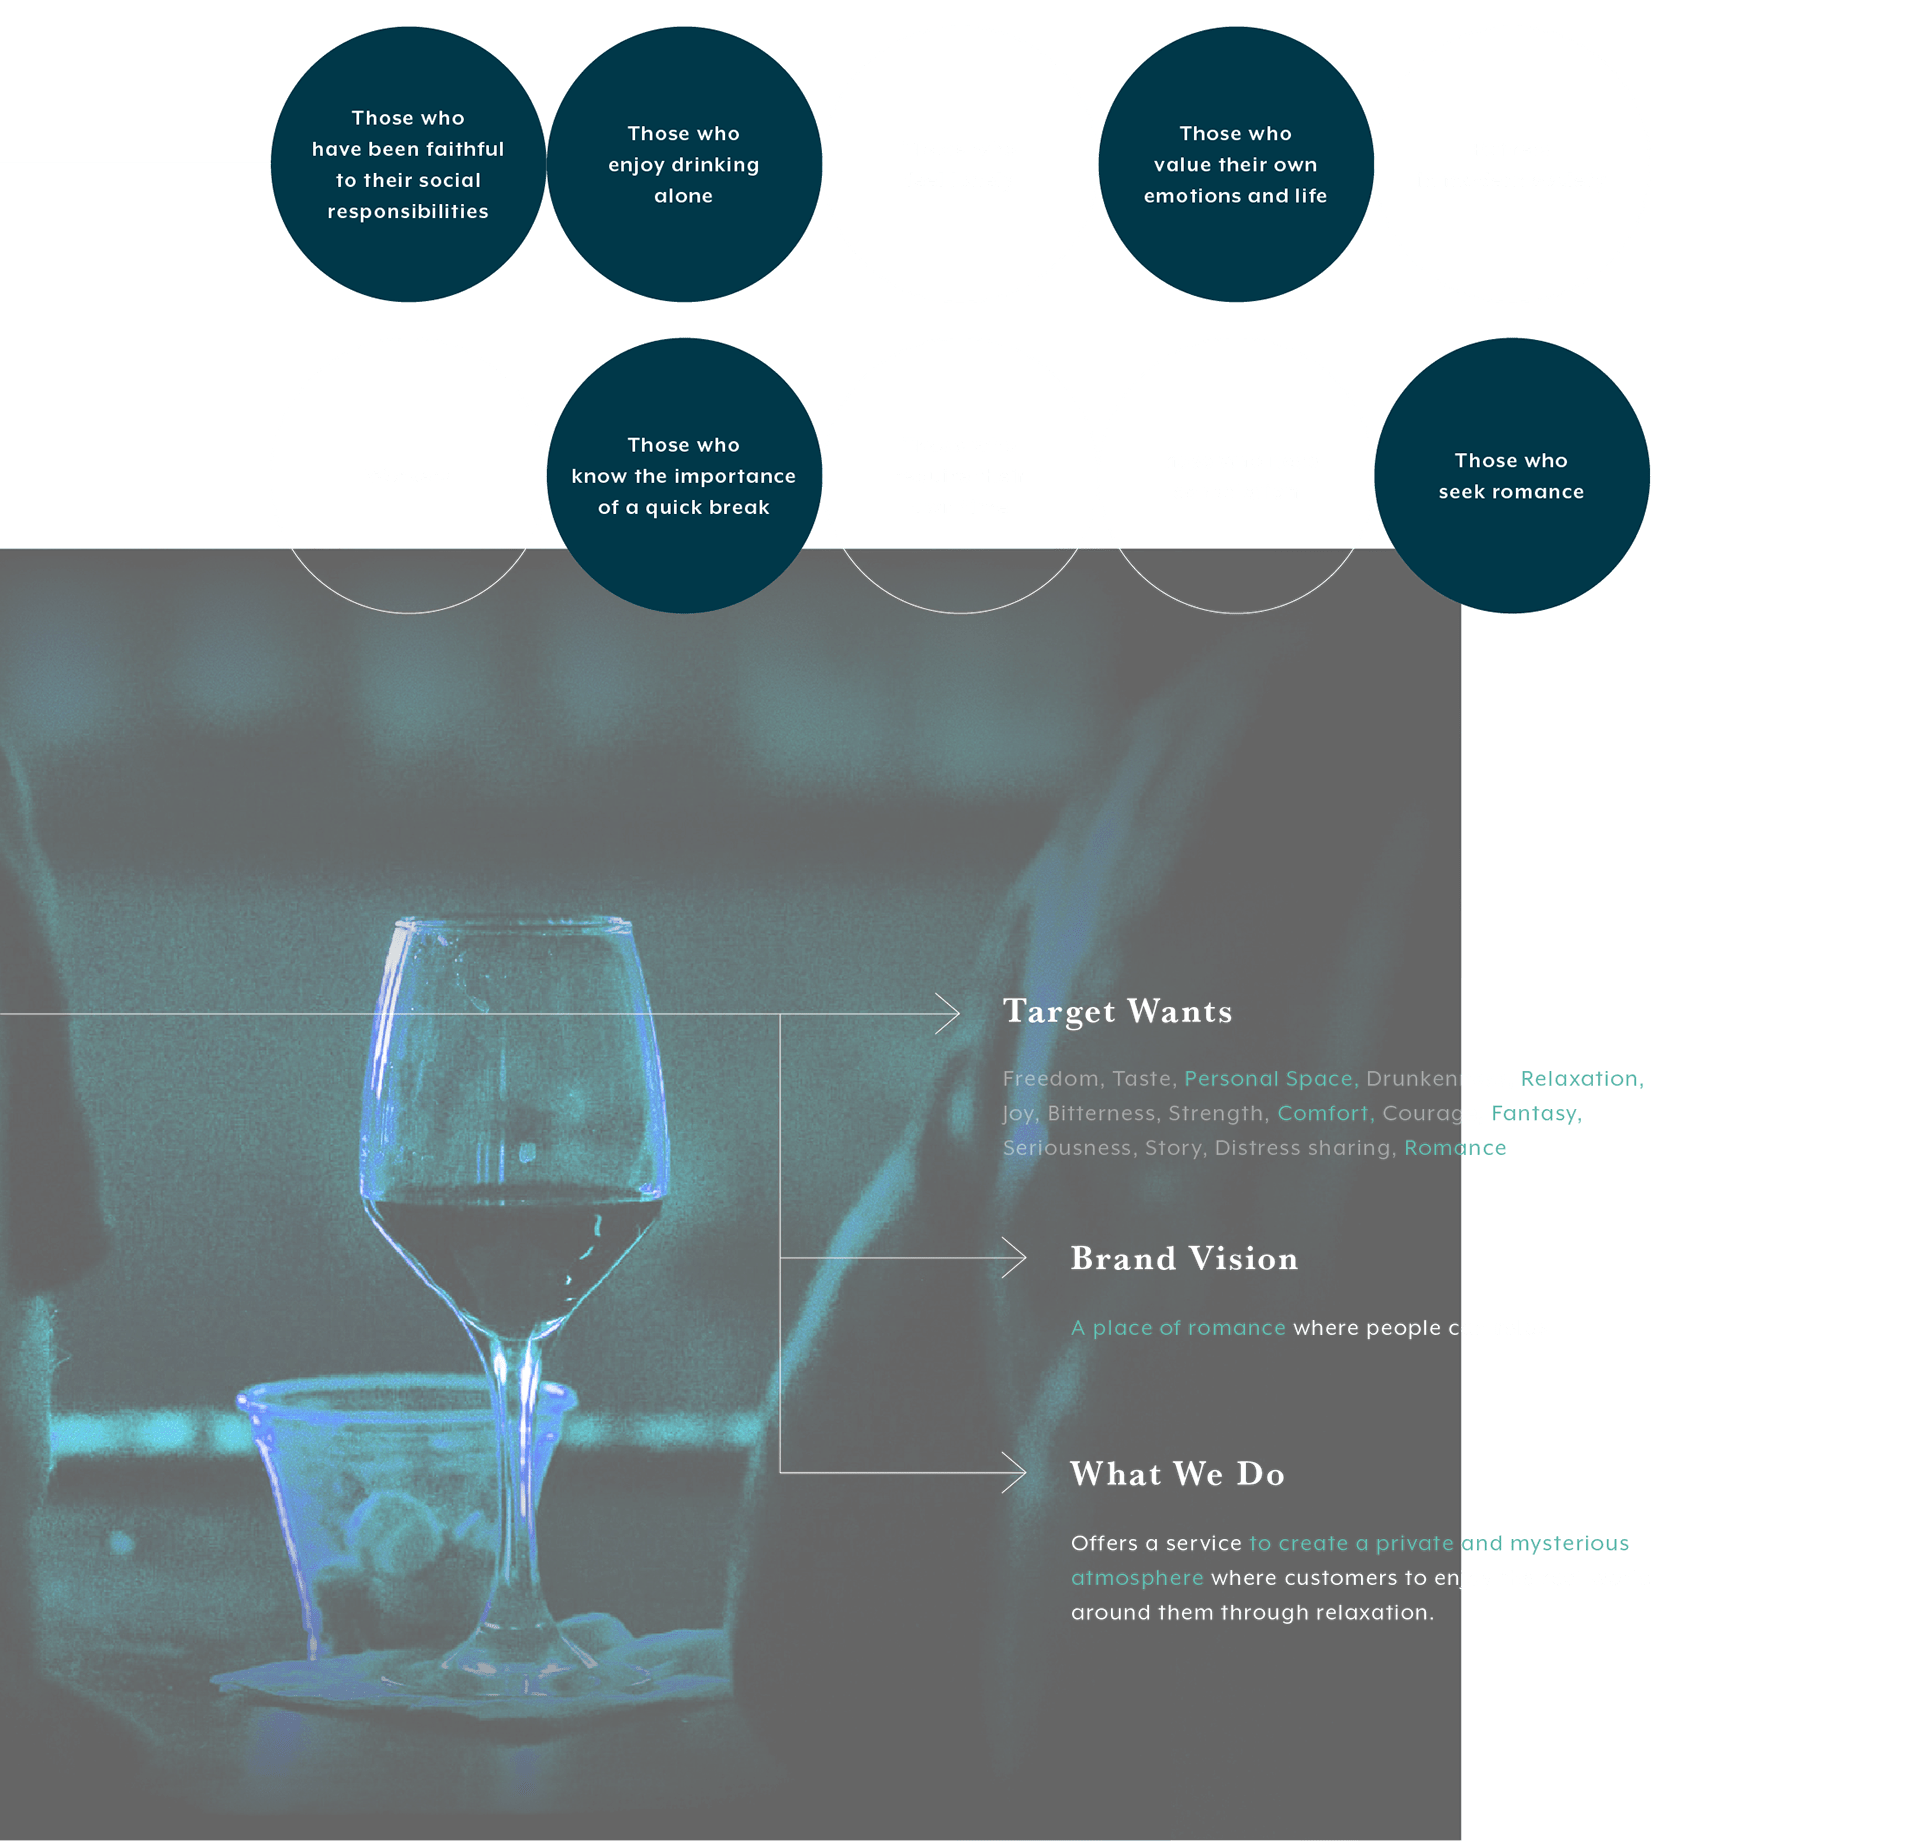 Those who
have been faithful
to their social
responsibilities
Those who
enjoy drinking
alone
Those who
value their own
emotions and life
Those who
know the importance
of a quick break
Those who
seek romance
Target Wants
Freedom, Taste, Personal Space, Drunken Relaxation,
Joy, Bitterness, Strength, Comfort, Courag Fantasy,
Seriousness, Story, Distress sharing, Romance
Brand Vision
A place of romance where people c
What We Do
Offers a service to create a private and mysterious
atmosphere where customers to en
around them through relaxation.